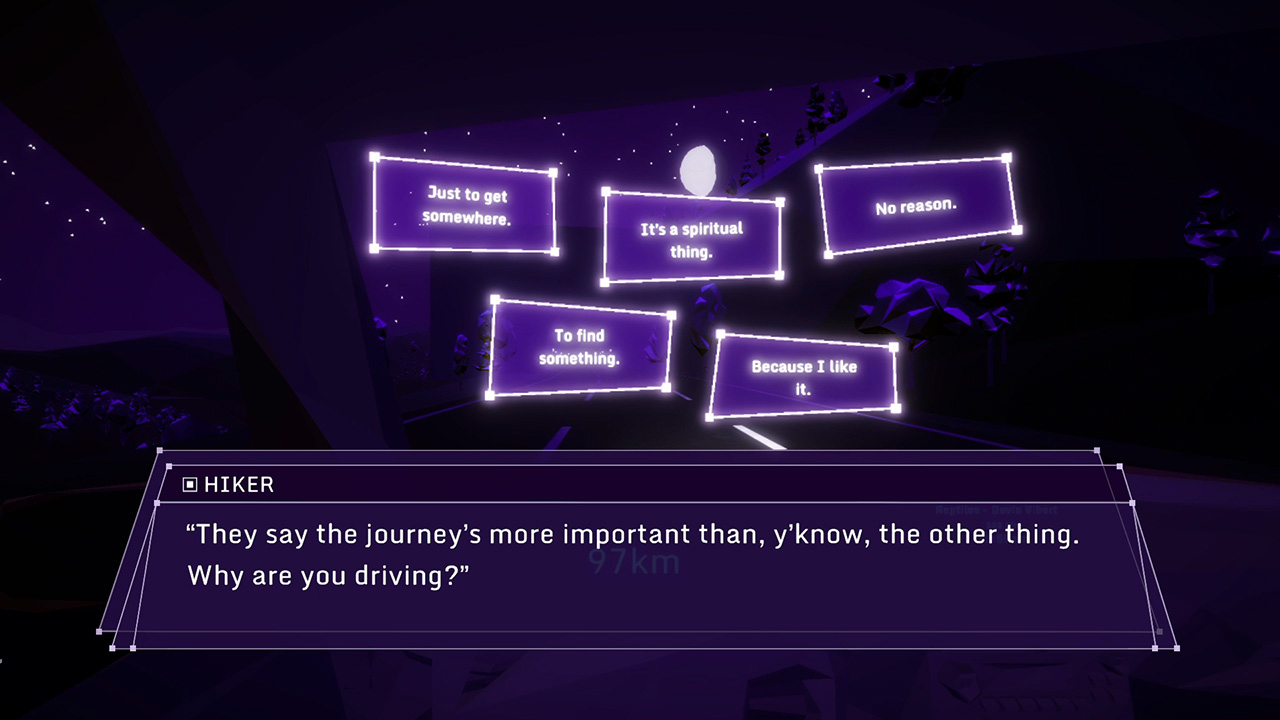 Just to get
somewhere.
It's a spiritual
thing.
No reason.
To find
something.
Because I like
it.
HIKER
“They say the journey’s more important than, y’know, the other thing.
Why are you driving?”
97km